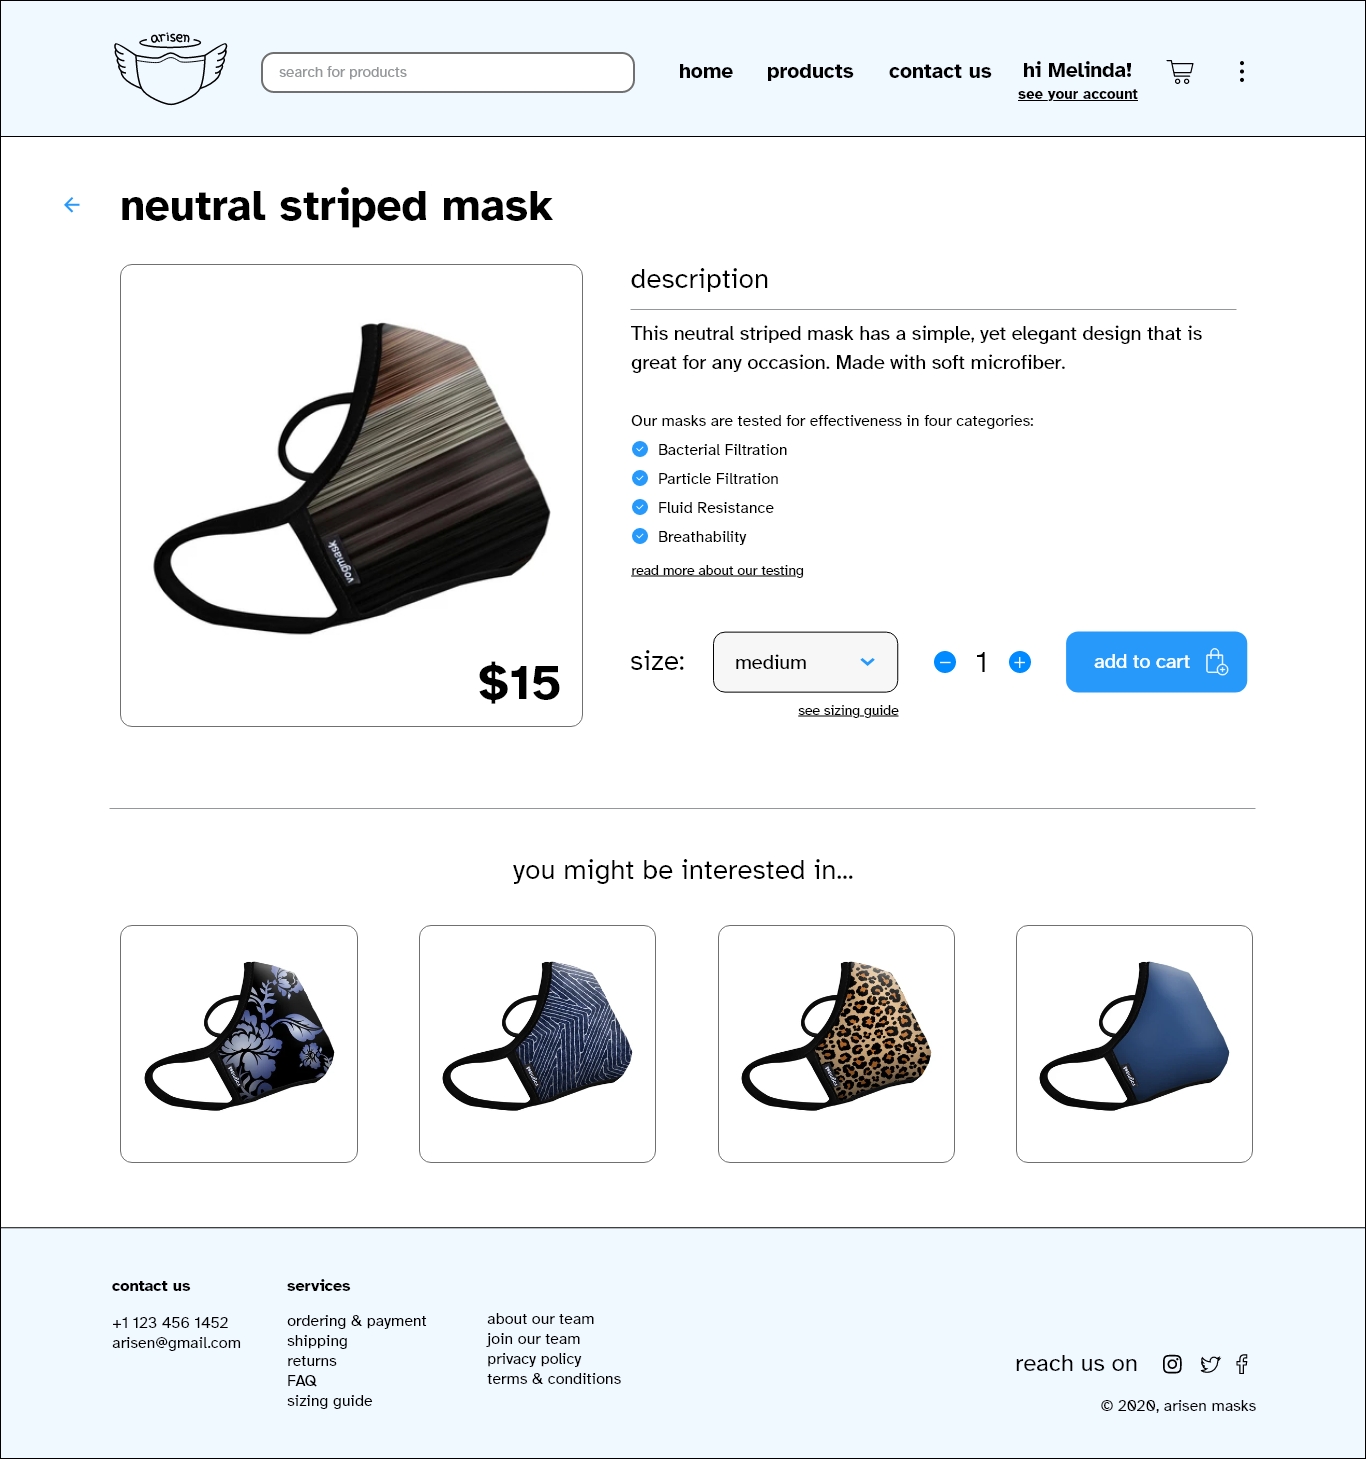 arisen
search for products
home
products
contact us
hi Melinda!
see your account
neutral striped mask
vogmask
$15
description
This neutral striped mask has a simple, yet elegant design that is
great for any occasion. Made with soft microfiber.
Our masks are tested for effectiveness in four categories:
Bacterial Filtration
Particle Filtration
Fluid Resistance
Breathability
read more about our testing
size:
medium
1
add to cart
see sizing guide
you might be interested in...
contact us
+1 123 456 1452
arisen@gmail.com
services
ordering & payment
shipping
returns
FAQ
sizing guide
about our team
join our team
privacy policy
terms & conditions
reach us on
© 2020, arisen masks